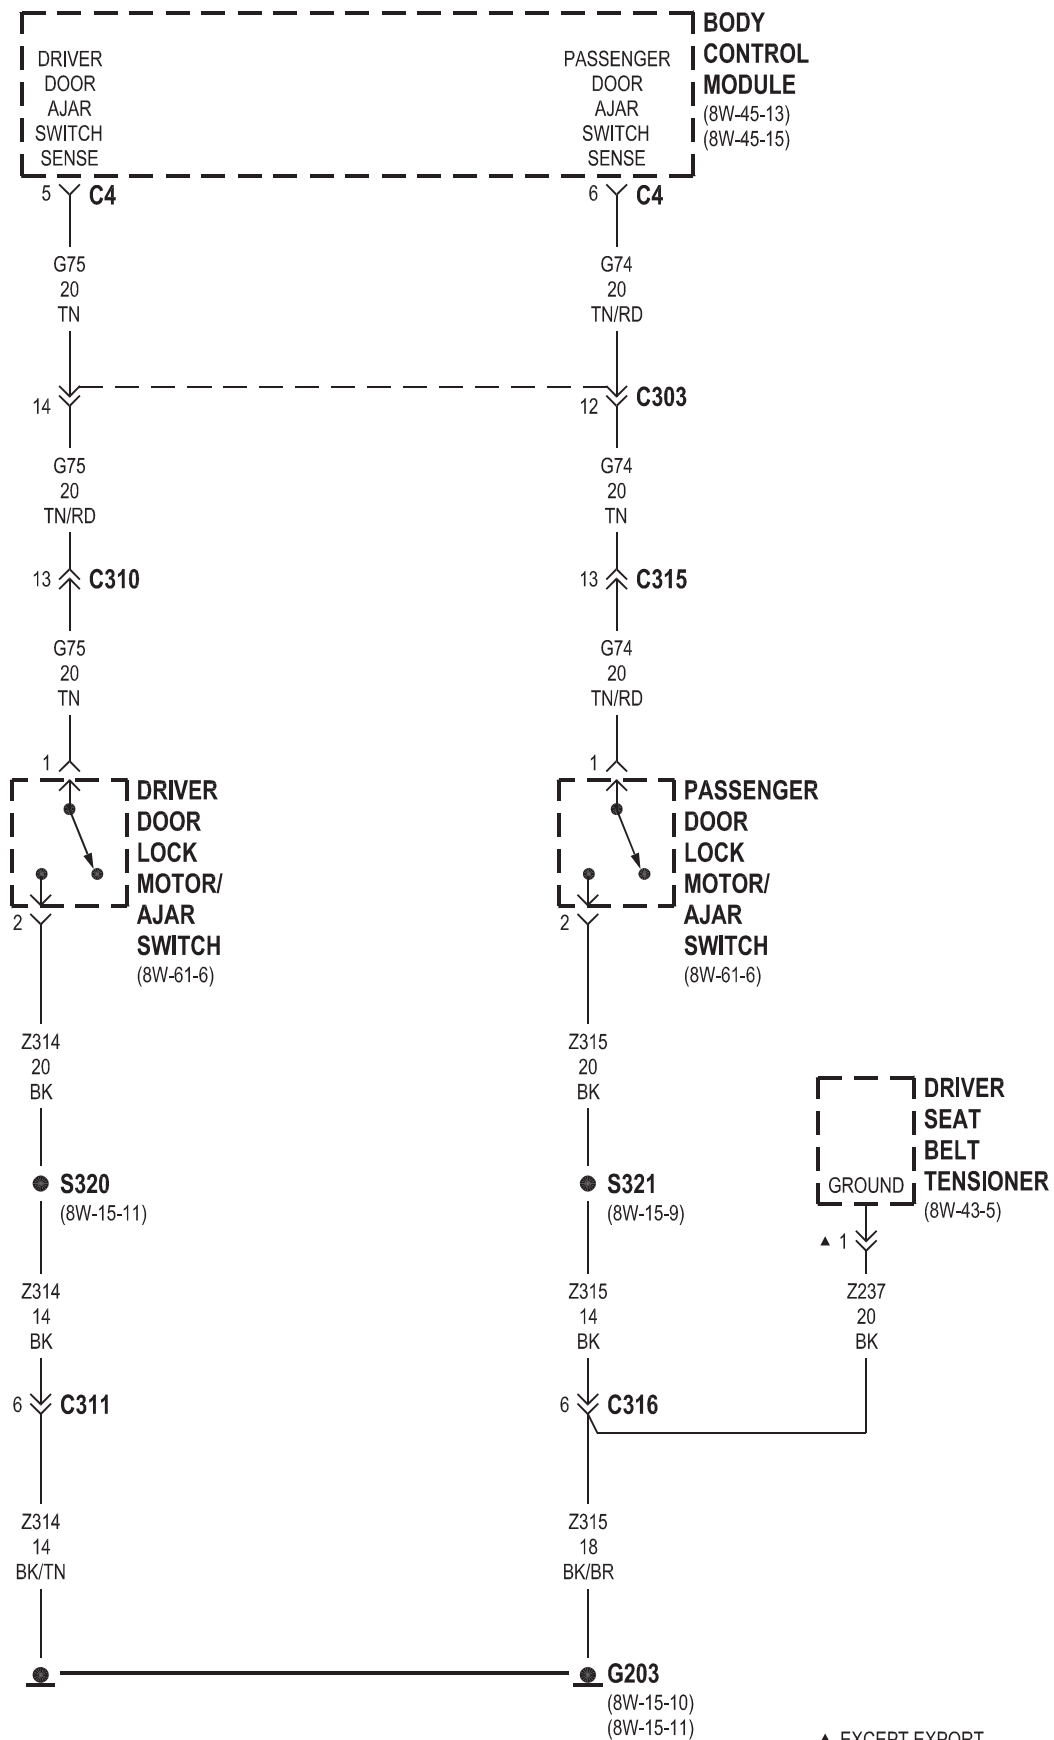 BODY
CONTROL
MODULE
(8W-45-13)
(8W-45-15)
DRIVER
DOOR
AJAR
SWITCH
SENSE
PASSENGER
DOOR
AJAR
SWITCH
SENSE
5 C4
6 C4
G75
20
TN
G74
20
TN/RD
14
12 C303
G75
20
TN/RD
G74
20
TN
13 C310
13 C315
G75
20
TN
G74
20
TN/RD
1
1
DRIVER
DOOR
LOCK
MOTOR/
AJAR
SWITCH
(8W-61-6)
PASSENGER
DOOR
LOCK
MOTOR/
AJAR
SWITCH
(8W-61-6)
2
2
Z314
20
BK
Z315
20
BK
DRIVER
SEAT
BELT
TENSIONER
(8W-43-5)
GROUND
▲ 1
S320
(8W-15-11)
S321
(8W-15-9)
Z314
14
BK
Z315
14
BK
Z237
20
BK
6 C311
6 C316
Z314
14
BK/TN
Z315
18
BK/BR
G203
(8W-15-10)
(8W-15-11)
▲ EXCEPT EXPORT